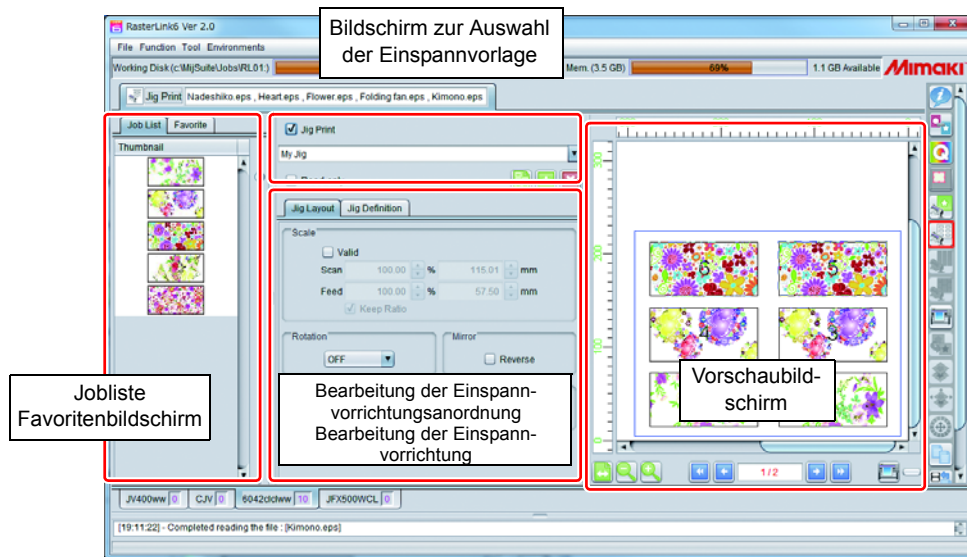 RasterLink6 Ver 2.0
File Function Tool Environments
Bildschirm zur Auswahl
der Einspannvorlage
Working Disk (c:\MijSuite\Jobs\RL01:)
Mem. (3.5 GB)
69%
1.1 GB Available
Mimaki
Jig Print
Nadeshiko.eps , Heart.eps , Flower.eps , Folding fan.eps , Kimono.eps
Job List
Favorite
Thumbnail
Jig Print
My Jig
Jig Layout
Jig Definition
Scale
Valid
Scan 100.00 % 115.01 mm
Feed 100.00 % 57.50 mm
Keep Ratio
Rotation
OFF
Mirror
Reverse
Jobliste
Favoritenbildschirm
Bearbeitung der Einspann-
vorrichtungsanordnung
Bearbeitung der Einspann-
vorrichtung
300
200
100
0
6
5
4
3
Vorschaubild-
schirm
1/2
JV400ww 0
CJV 0
6042clclww 10
JFX500WCL 0
[19:11:22] - Completed reading the file : [Kimono.eps]